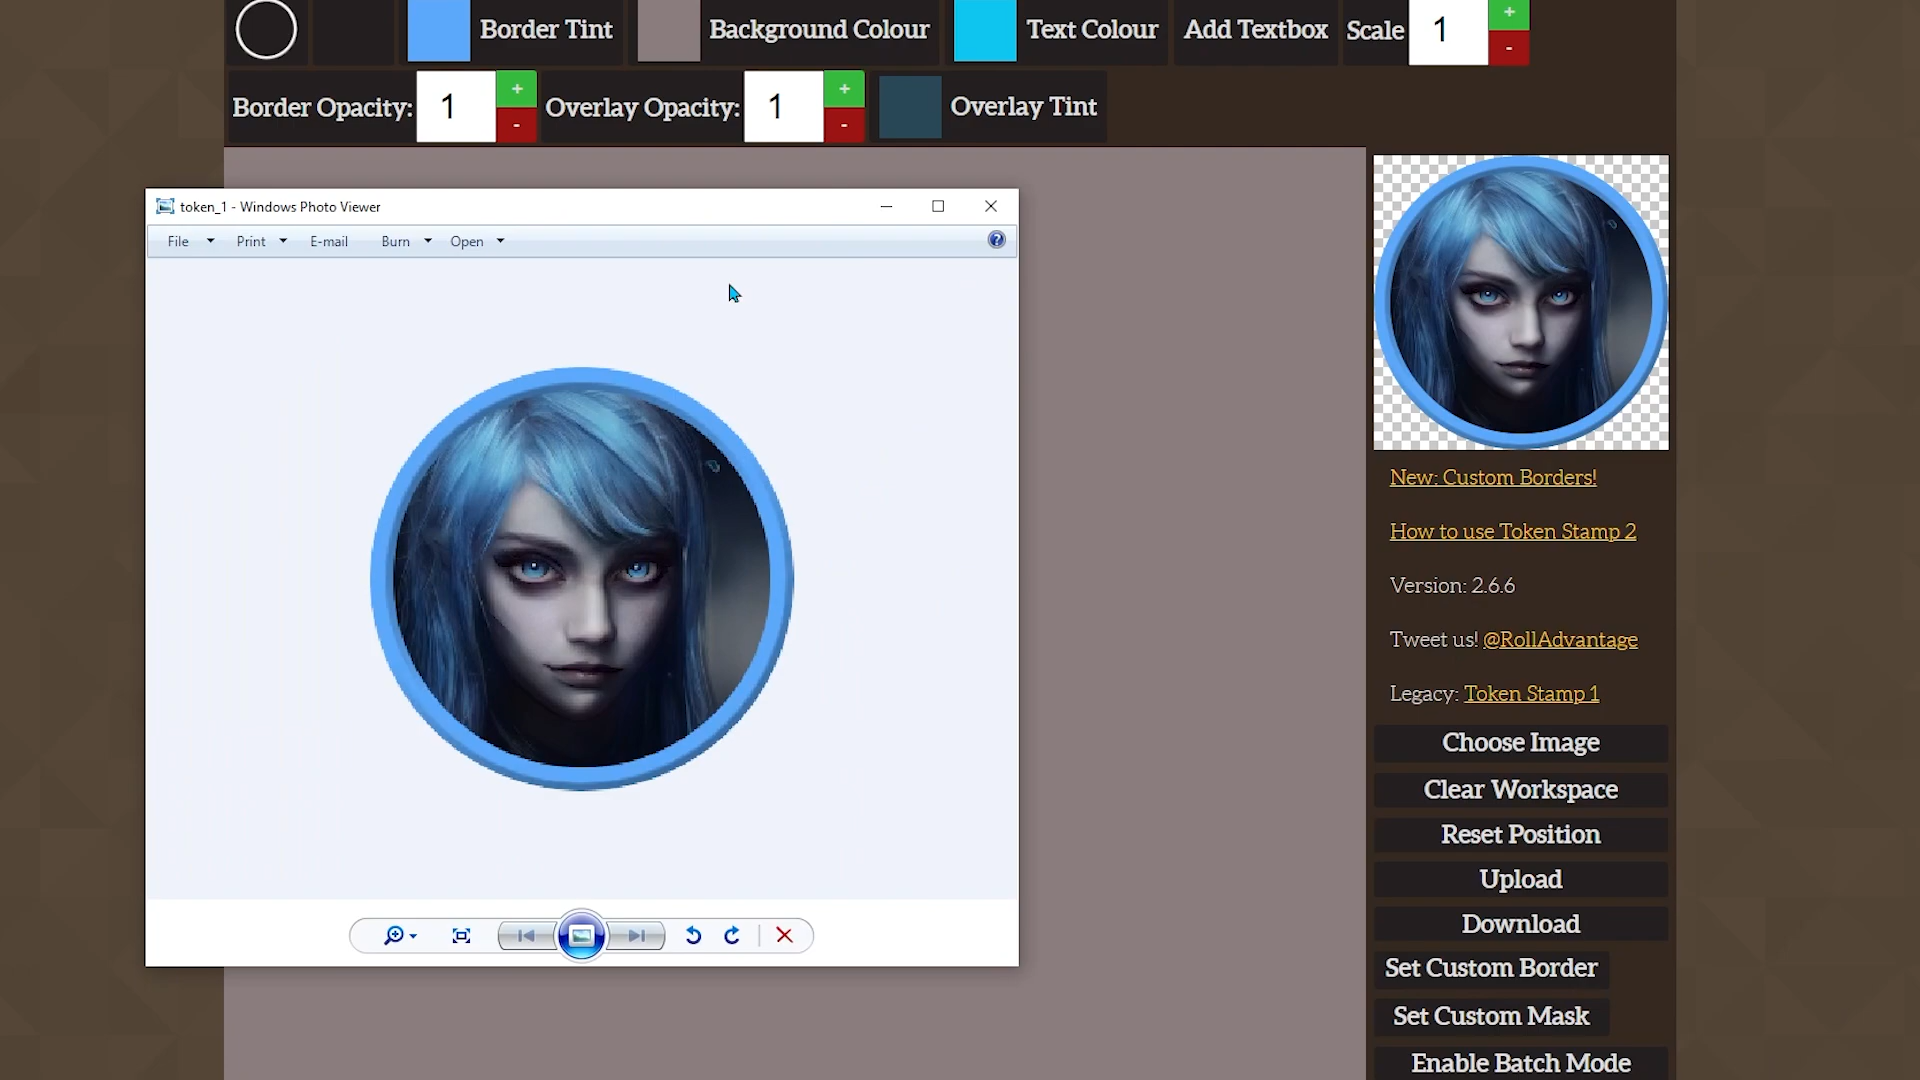 Border Tint
Background Colour
Text Colour
Add Textbox
Scale
1
+
-
Border Opacity:
1
+
-
Overlay Opacity:
1
+
-
Overlay Tint
token_1 - Windows Photo Viewer
File
Print
E-mail
Burn
Open
?
New: Custom Borders!
How to use Token Stamp 2
Version: 2.6.6
Tweet us! @RollAdvantage
Legacy: Token Stamp 1
Choose Image
Clear Workspace
Reset Position
Upload
Download
Set Custom Border
Set Custom Mask
Enable Batch Mode